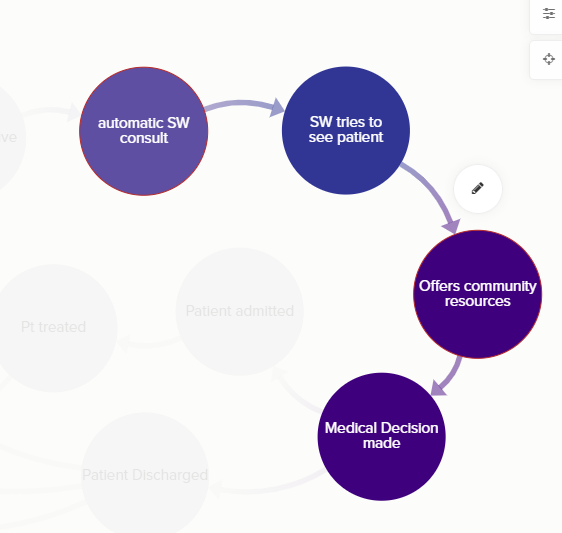 automatic SW
consult
SW tries to
see patient
ve
Offers community
resources
Patient admitted
Pt treated
Medical Decision
made
Patient Discharged